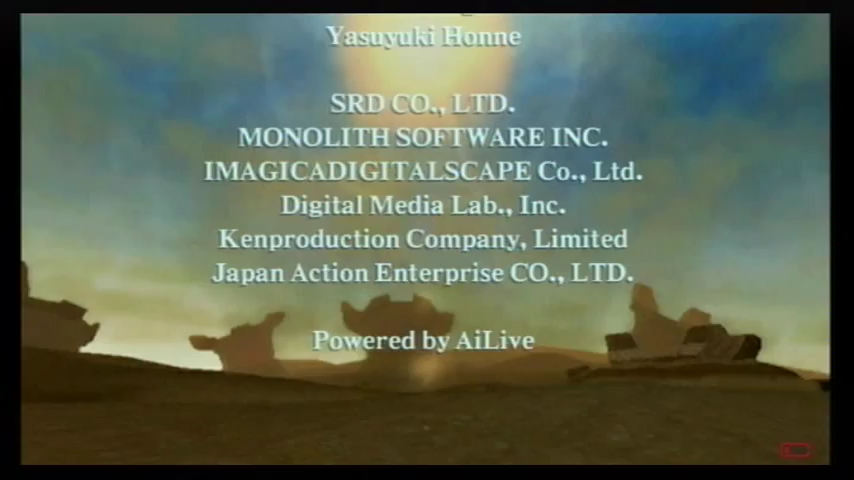 Yasuyuki Honne
SRD CO., LTD.
MONOLITH SOFTWARE INC.
IMAGICADIGITALSCAPE Co., Ltd.
Digital Media Lab., Inc.
Kenproduction Company, Limited
Japan Action Enterprise CO., LTD.
Powered by AiLive